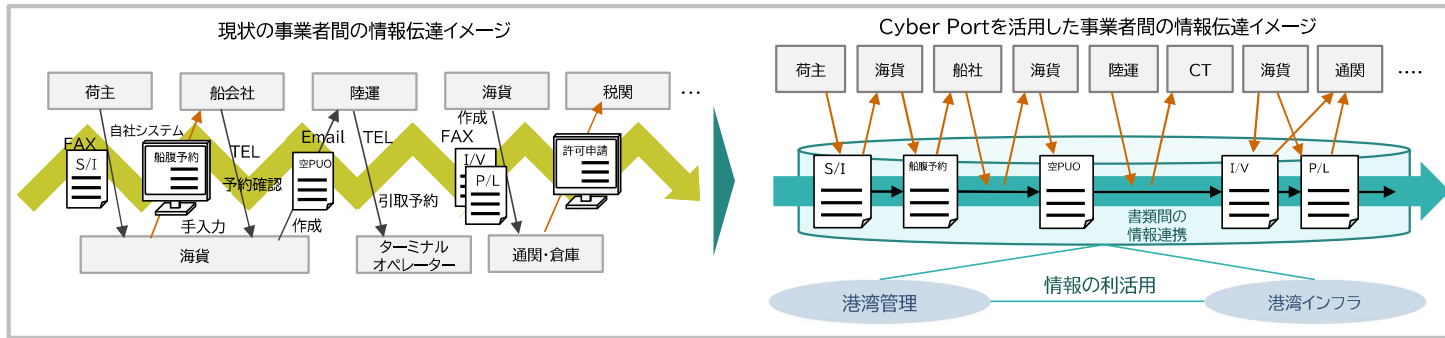 現状の事業者間の情報伝達イメージ
荷主
船会社
陸運
海貨
税関
…
FAX
S/I
自社システム
船腹予約
TEL
予約確認
Email
空PUO
TEL
作成
FAX
I/V
P/L
許可申請
手入力
作成
引取予約
海貨
ターミナル
オペレーター
通関・倉庫
Cyber Portを活用した事業者間の情報伝達イメージ
荷主
海貨
船社
海貨
陸運
CT
海貨
通関
….
S/I
船腹予約
空PUO
I/V
P/L
書類間の
情報連携
情報の利活用
港湾管理
港湾インフラ